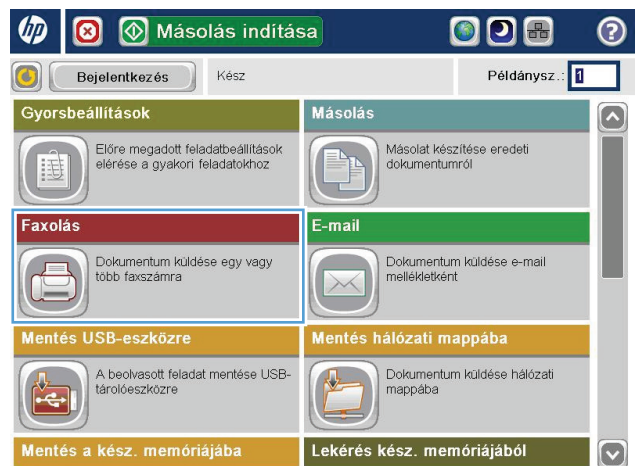 hp
Másolás indítása
?
Bejelentkezés
Kész
Példánysz.:
1
Gyorsbeállítások
Másolás
Előre megadott feladatbeállítások
elérése a gyakori feladatokhoz
Másolat készítése eredeti
dokumentumról
Faxolás
E-mail
Dokumentum küldése egy vagy
több faxszámra
Dokumentum küldése e-mail
mellékletként
Mentés USB-eszközre
Mentés hálózati mappába
A beolvasott feladat mentése USB-
tárolóeszközre
Dokumentum küldése hálózati
mappába
Mentés a kész. memóriájába
Lekérés kész. memóriájából